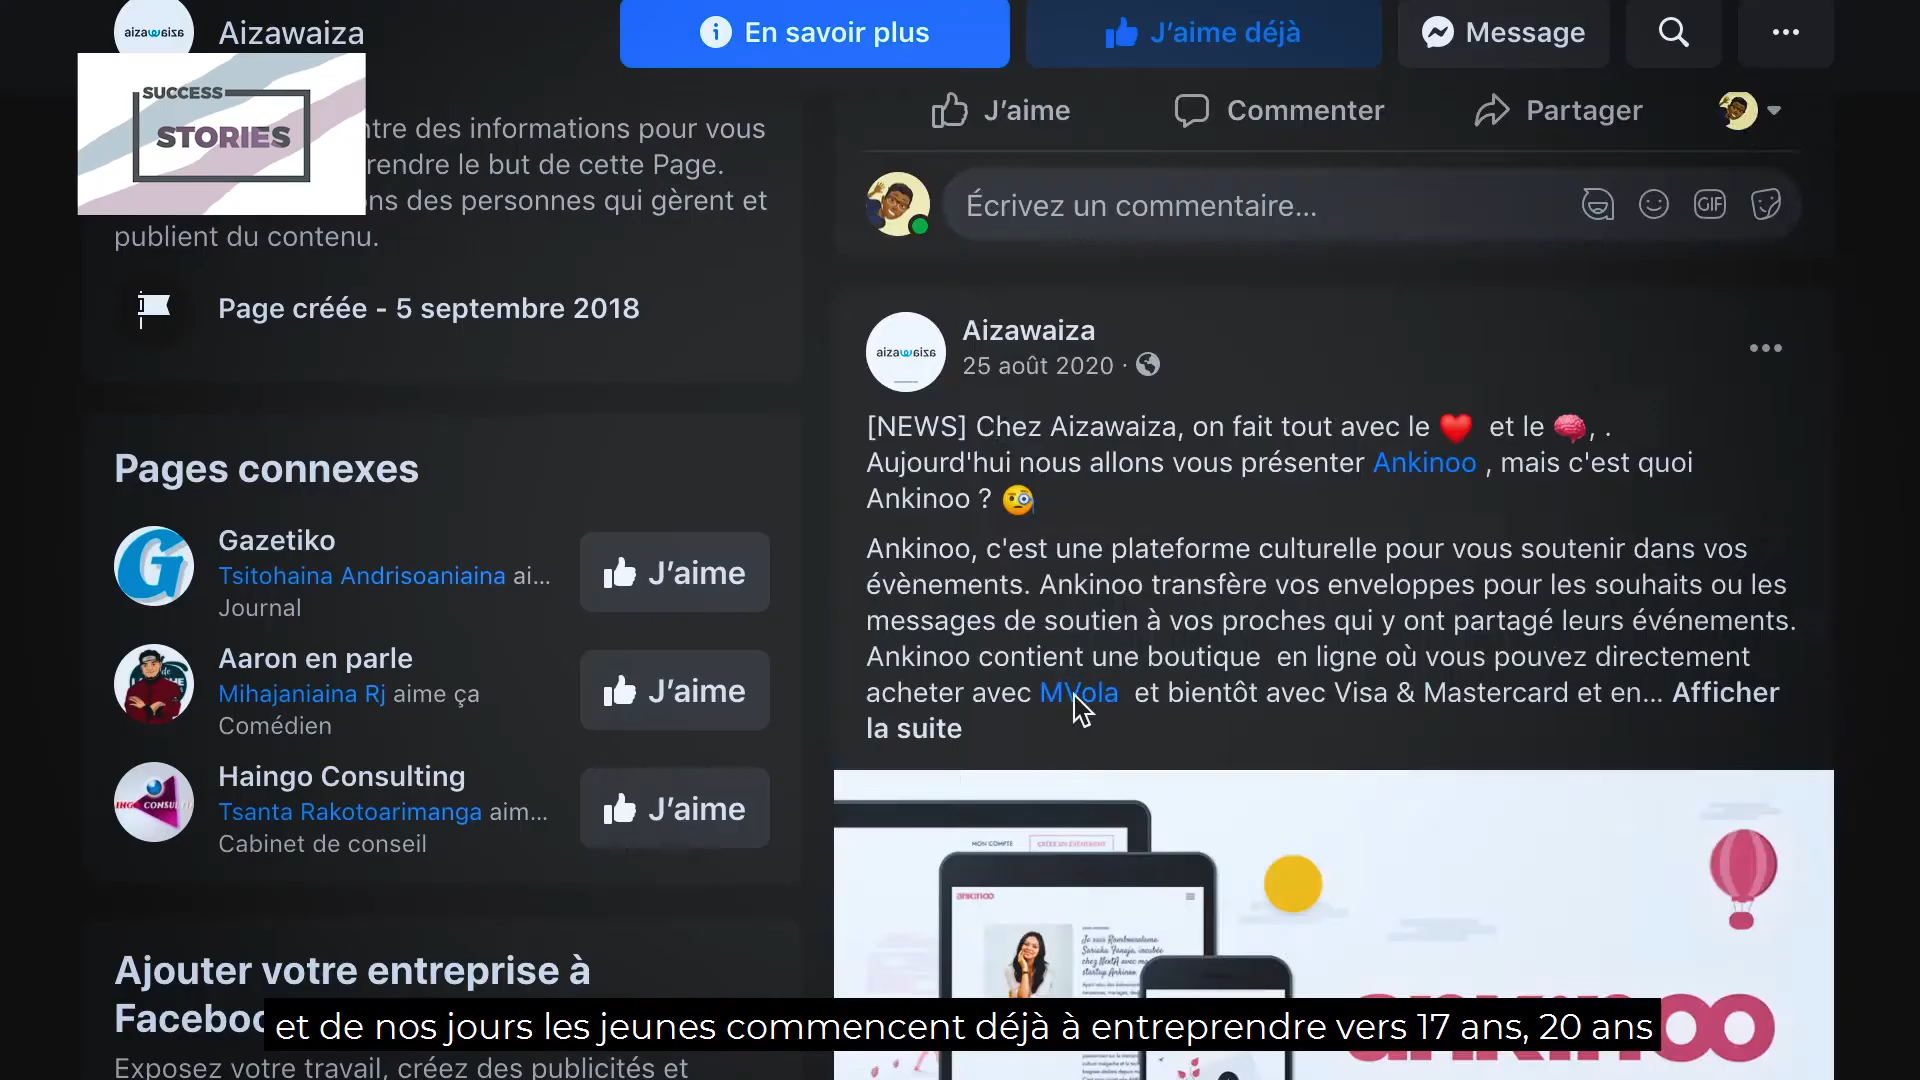 Aizawaiza
En savoir plus
J’aime déjà
Message
SUCCESS
STORIES
ntre des informations pour vous
rendre le but de cette Page.
ns des personnes qui gèrent et
publient du contenu.
Page créée - 5 septembre 2018
Pages connexes
Gazetiko
Tsitohaina Andrisoaniaina ai...
Journal
J’aime
Aaron en parle
Mihajaniaina Rj aime ça
Comédien
J’aime
Haingo Consulting
Tsanta Rakotoarimanga aim...
Cabinet de conseil
J’aime
Ajouter votre entreprise à
Faceboo
Exposez votre travail, créez des publicités et
J’aime
Commenter
Partager
Écrivez un commentaire...
GIF
Aizawaiza
25 août 2020 ·
[NEWS] Chez Aizawaiza, on fait tout avec le ❤️ et le 🧠, .
Aujourd'hui nous allons vous présenter Ankinoo , mais c'est quoi
Ankinoo ? 🧐
Ankinoo, c'est une plateforme culturelle pour vous soutenir dans vos
évènements. Ankinoo transfère vos enveloppes pour les souhaits ou les
messages de soutien à vos proches qui y ont partagé leurs événements.
Ankinoo contient une boutique en ligne où vous pouvez directement
acheter avec MVola et bientôt avec Visa & Mastercard et en... Afficher
la suite
MON COMPTE
CRÉEZ UN ÉVÉNEMENT
ankinoo
ankinoo
et de nos jours les jeunes commencent déjà à entreprendre vers 17 ans, 20 ans